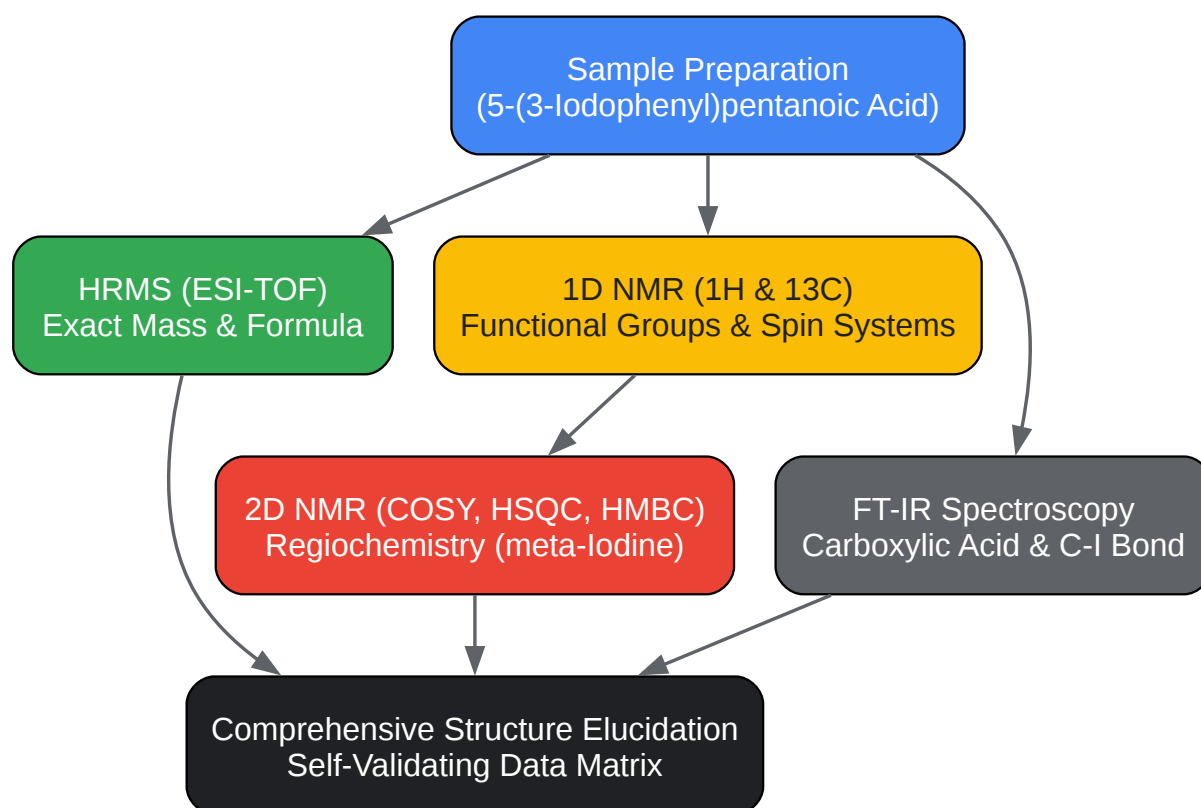 Sample Preparation
(5-(3-Iodophenyl)pentanoic Acid)
HRMS (ESI-TOF)
Exact Mass & Formula
1D NMR (1H & 13C)
Functional Groups & Spin Systems
2D NMR (COSY, HSQC, HMBC)
Regiochemistry (meta-Iodine)
FT-IR Spectroscopy
Carboxylic Acid & C-I Bond
Comprehensive Structure Elucidation
Self-Validating Data Matrix